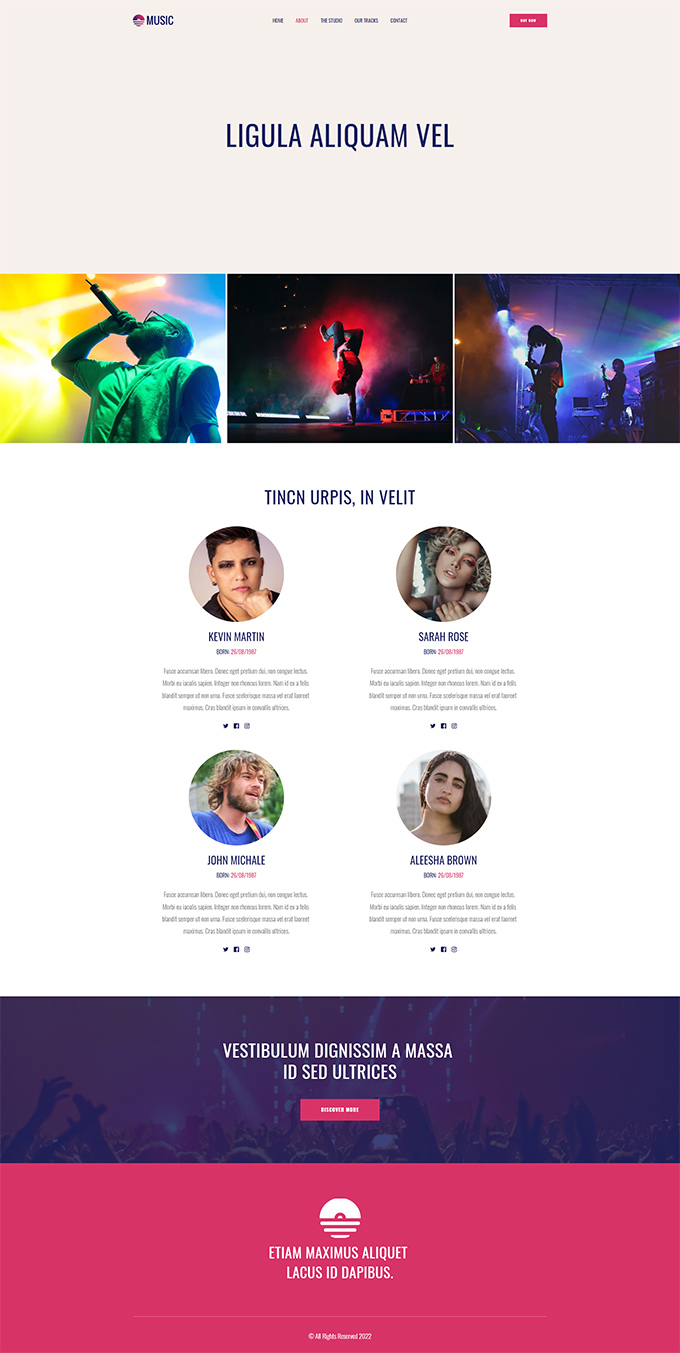 MUSIC
HOME ABOUT THE STUDIO OUR TRACKS CONTACT
BUY NOW
LIGULA ALIQUAM VEL
TINCN URPIS, IN VELIT
KEVIN MARTIN
BORN: 26/08/1987
Fusce accumsan libero. Donec eget pretium dui, non congue lectus.
Morbi eu iaculis sapien. Integer non rhoncus lorem. Nam id ex a felis
blandit semper ut non urna. Fusce scelerisque massa vel erat laoreet
maximus. Cras blandit ipsum in convallis ultrices.
SARAH ROSE
BORN: 26/08/1987
Fusce accumsan libero. Donec eget pretium dui, non congue lectus.
Morbi eu iaculis sapien. Integer non rhoncus lorem. Nam id ex a felis
blandit semper ut non urna. Fusce scelerisque massa vel erat laoreet
maximus. Cras blandit ipsum in convallis ultrices.
JOHN MICHALE
BORN: 26/08/1987
Fusce accumsan libero. Donec eget pretium dui, non congue lectus.
Morbi eu iaculis sapien. Integer non rhoncus lorem. Nam id ex a felis
blandit semper ut non urna. Fusce scelerisque massa vel erat laoreet
maximus. Cras blandit ipsum in convallis ultrices.
ALEESHA BROWN
BORN: 26/08/1987
Fusce accumsan libero. Donec eget pretium dui, non congue lectus.
Morbi eu iaculis sapien. Integer non rhoncus lorem. Nam id ex a felis
blandit semper ut non urna. Fusce scelerisque massa vel erat laoreet
maximus. Cras blandit ipsum in convallis ultrices.
VESTIBULUM DIGNISSIM A MASSA
ID SED ULTRICES
DISCOVER MORE
ETIAM MAXIMUS ALIQUET
LACUS ID DAPIBUS.
© All Rights Reserved 2022